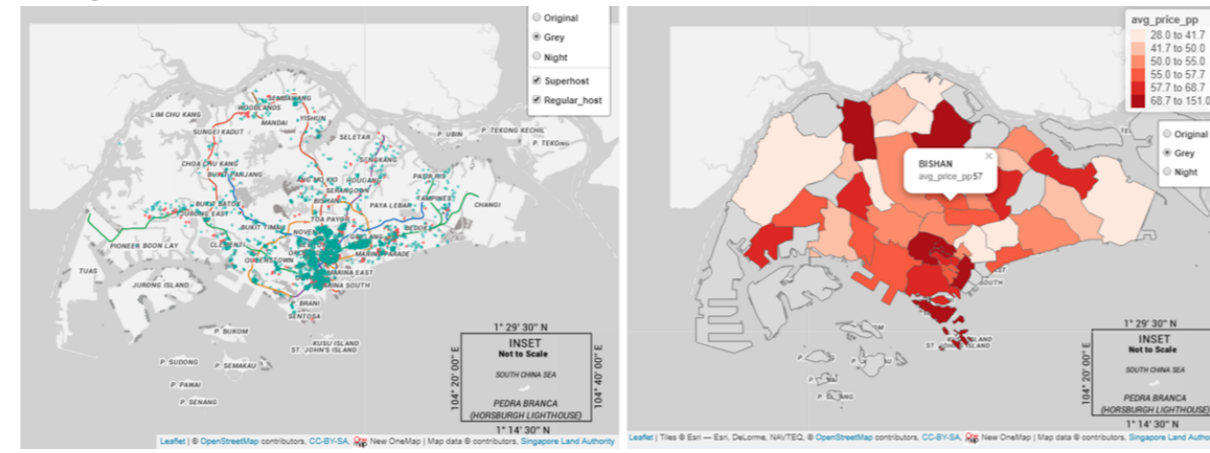 Original
Grey
Night
Superhost
Regular_host
SEMBAWANG
WOODLANDS
LIM CHU KANG
MANDAI
YISHUN
SUNGEI KADUT
SELETAR
P. UBIN
P. TEKONG KECHIL
P. TEKONG
CHOA CHU KANG
SENGKANG
BUKIT PANJANG
ANG MO KIO
HOUGANG
PASIR RIS
SERANGOON
BUKIT BATOK
BISHAN
PAYA LEBAR
TAMPINES
CHANGI
JURONG EAST
TOA PAYOH
BUKIT TIMAH
BEDOK
PIONEER
BOON LAY
CLEMENTI
MARINE PARADE
QUEENSTOWN
TUAS
MARINA EAST
JURONG ISLAND
MARINA SOUTH
P. BRANI
SENTOSA
P. BUKOM
KUSU ISLAND
ST. JOHN'S ISLAND
P. SUDONG
P. SEMAKAU
P. PAWAI
P. SENANG
1° 29' 30" N
INSET
Not to Scale
SOUTH CHINA SEA
PEDRA BRANCA
(HORSBURGH LIGHTHOUSE)
104° 20' 00" E
104° 40' 00" E
1° 14' 30" N
Leaflet | © OpenStreetMap contributors, CC-BY-SA, New OneMap | Map data © contributors, Singapore Land Authority
avg_price_pp
28.0 to 41.7
41.7 to 50.0
50.0 to 55.0
55.0 to 57.7
57.7 to 68.7
68.7 to 151.0
Original
Grey
Night
BISHAN
avg_price_pp 57
1° 29' 30" N
INSET
Not to Scale
SOUTH CHINA SEA
PEDRA BRANCA
(HORSBURGH LIGHTHOUSE)
104° 20' 00" E
1° 14' 30" N
Leaflet | Tiles © Esri — Esri, DeLorme, NAVTEQ, © OpenStreetMap contributors, CC-BY-SA, New OneMap | Map data © contributors, Singapore Land